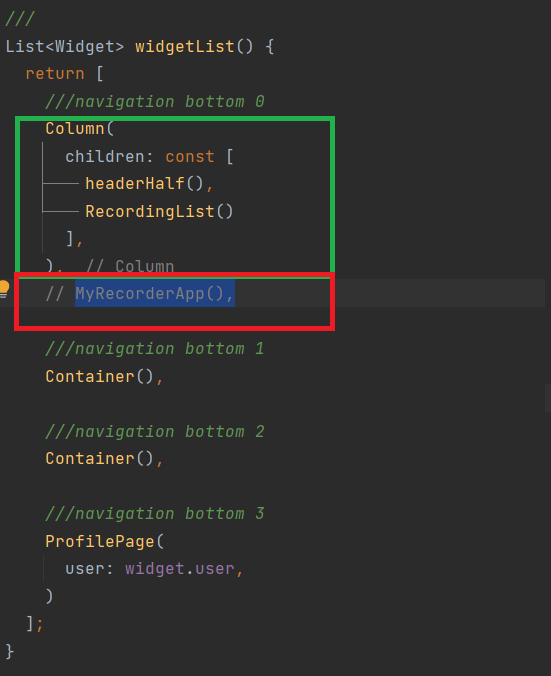 ///
List<Widget> widgetList() {
return [
///navigation bottom 0
Column(
children: const [
headerHalf(),
RecordingList()
],
), // Column
// MyRecorderApp(),
///navigation bottom 1
Container(),
///navigation bottom 2
Container(),
///navigation bottom 3
ProfilePage(
user: widget.user,
)
];
}